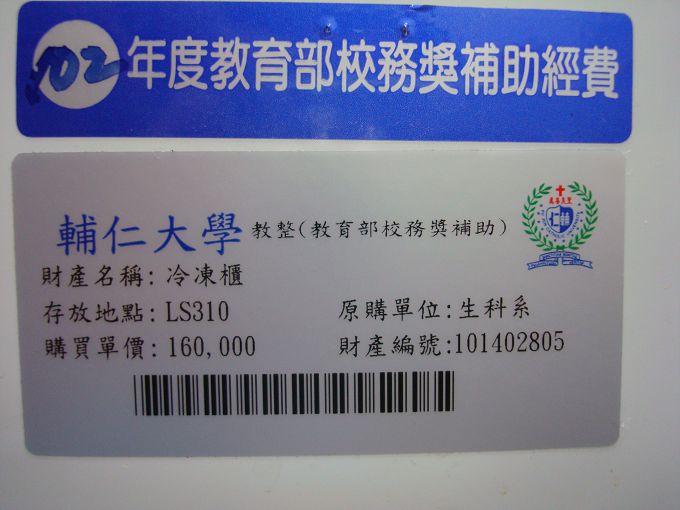 102年度教育部校務獎補助經費
輔仁大學 教整(教育部校務獎補助)
財產名稱: 冷凍櫃
存放地點: LS310 原購單位:生科系
購買單價: 160,000 財產編號:101402805